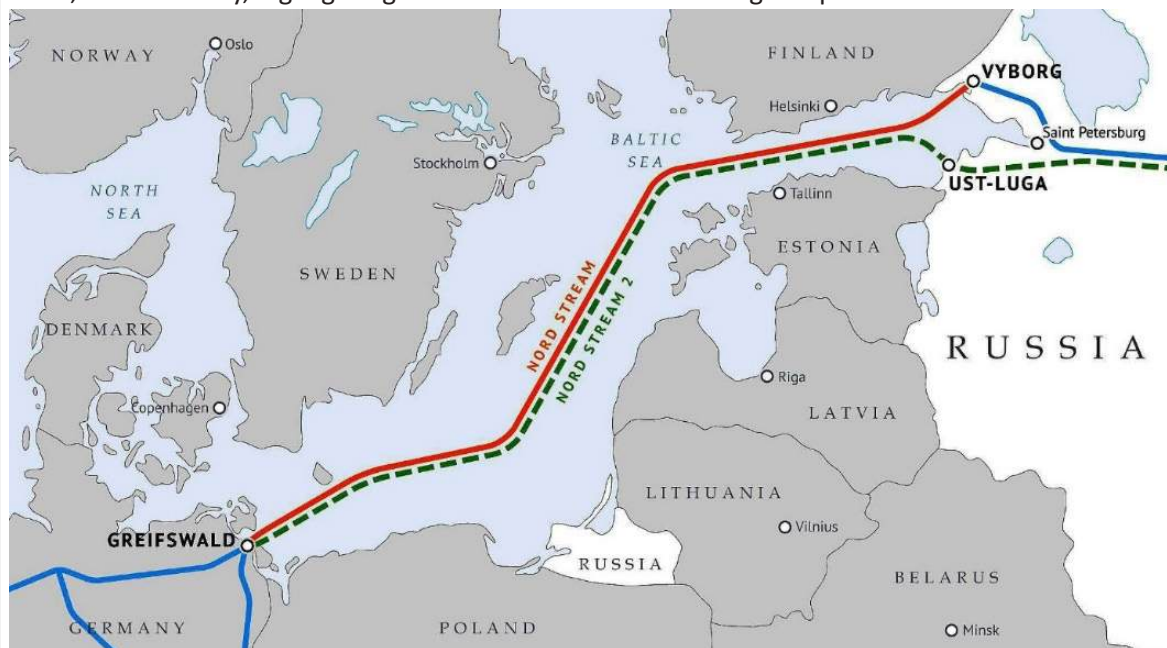 NORWAY
Oslo
FINLAND
VYBORG
Helsinki
Saint Petersburg
BALTIC
SEA
Stockholm
UST-LUGA
NORTH
SEA
Tallinn
ESTONIA
SWEDEN
NORD STREAM
NORD STREAM 2
DENMARK
RUSSIA
Riga
Copenhagen
LATVIA
LITHUANIA
Vilnius
GREIFSWALD
RUSSIA
BELARUS
GERMANY
POLAND
Minsk